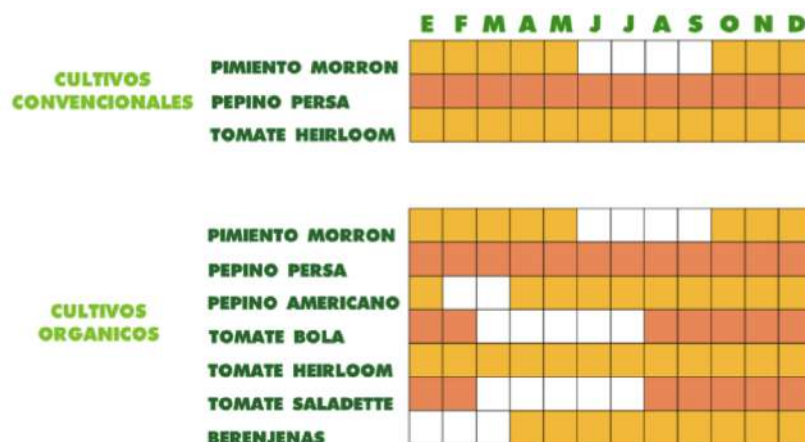 E F M A M J J A S O N D
CULTIVOS
CONVENCIONALES
PIMIENTO MORRON
PEPINO PERSA
TOMATE HEIRLOOM
CULTIVOS
ORGANICOS
PIMIENTO MORRON
PEPINO PERSA
PEPINO AMERICANO
TOMATE BOLA
TOMATE HEIRLOOM
TOMATE SALADETTE
BERENJENAS